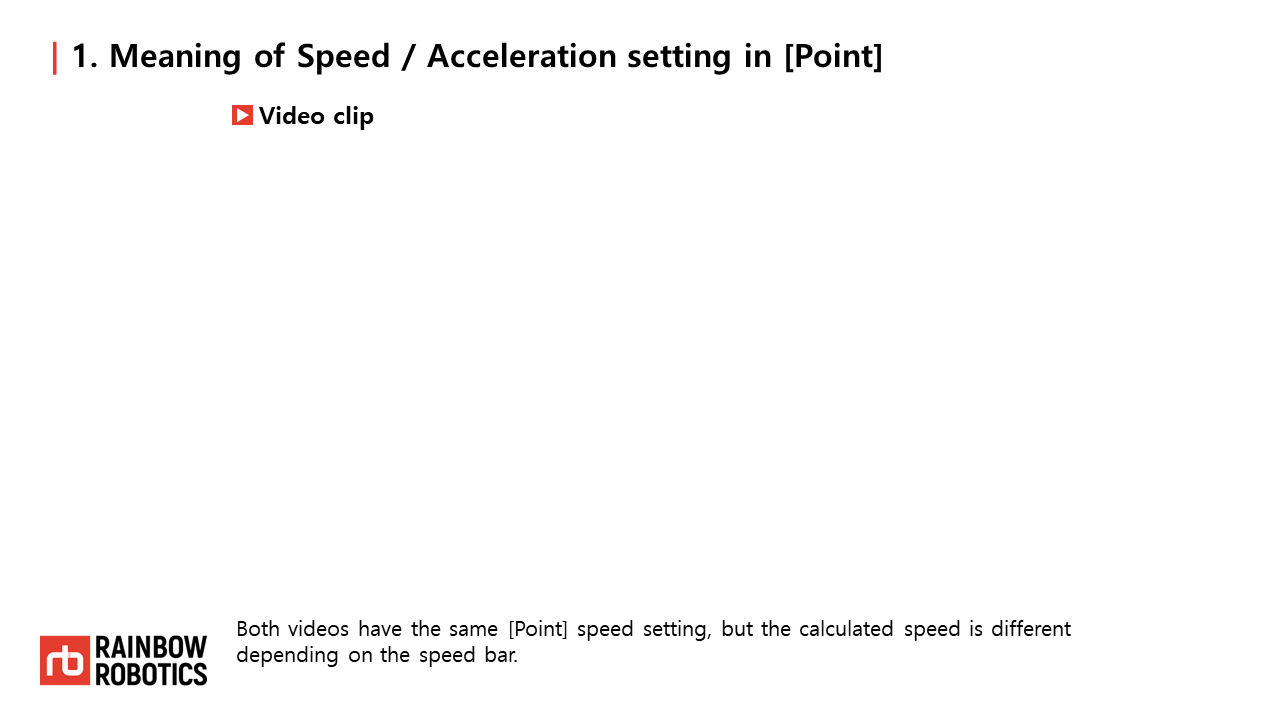 1. Meaning of Speed / Acceleration setting in [Point]
Video clip
Both videos have the same [Point] speed setting, but the calculated speed is different
depending on the speed bar.
rb
RAINBOW
ROBOTICS